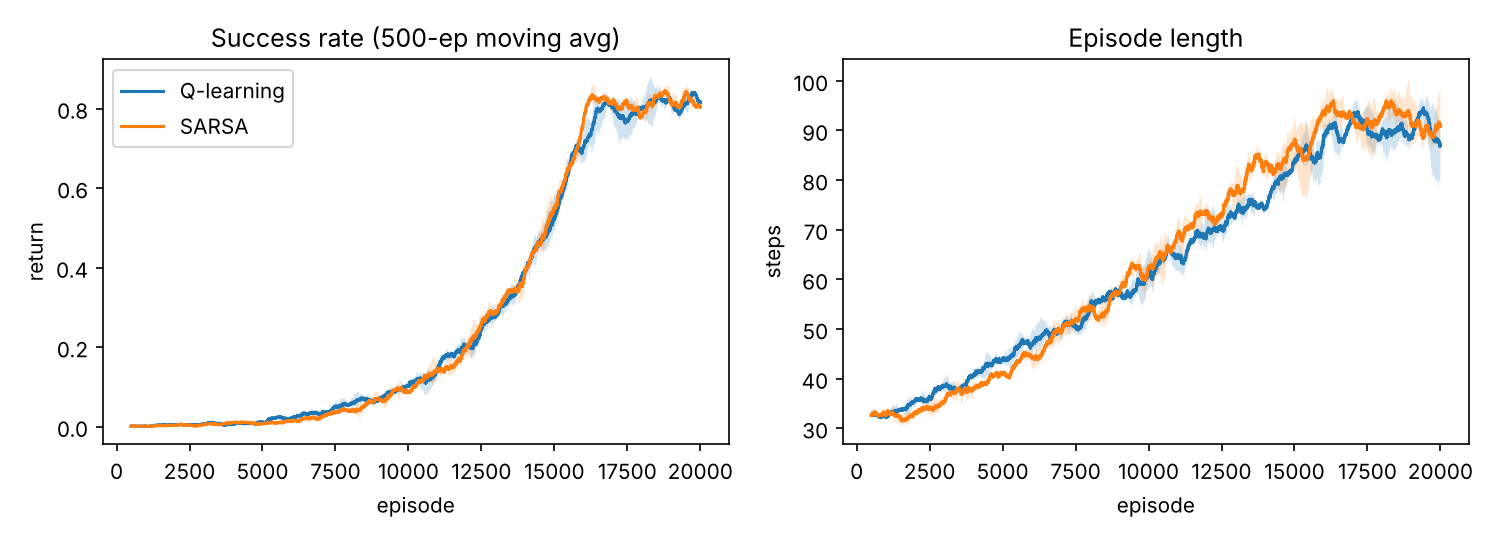 Success rate (500-ep moving avg)
Q-learning
SARSA
return
0.8
0.6
0.4
0.2
0.0
0 2500 5000 7500 10000 12500 15000 17500 20000
episode
Episode length
steps
100
90
80
70
60
50
40
30
0 2500 5000 7500 10000 12500 15000 17500 20000
episode